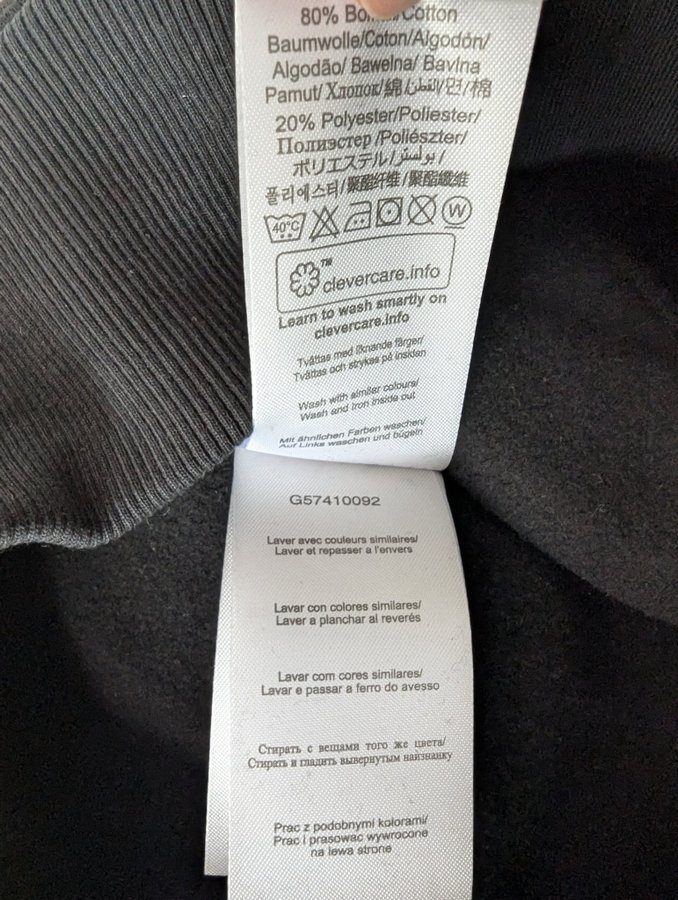 80% /Cotton
Baumwolle/Coton/Algodón/
Algodão/ Bawełna/ Bavlna
Pamut/ Хлопок/綿/القطن/면/棉
20% Polyester/Poliester/
Полиэстер /Poliészter/
ポリエステル/بوليستر/
폴리에스터/聚酯纤维/聚酯纖維
40°C W
TM
clevercare.info
Learn to wash smartly on
clevercare.info
Tvättas med liknande färger/
Tvättas och strykes på insidan
Wash with similar colours/
Wash and Iron inside out
Mit ähnlichen Farben waschen/
Auf Links waschen und bügeln
G57410092
Laver avec couleurs similaires/
Laver et repasser a l'envers
Lavar con colores similares/
Laver a planchar al reverés
Lavar com cores similares/
Lavar e passar a ferro do avesso
Стирать с вещами того же цвета/
Стирать и гладить вывернутым найзнанку
Prac z podobnymi kolorami/
Prac i prasowac wywrocone
na lewa strone